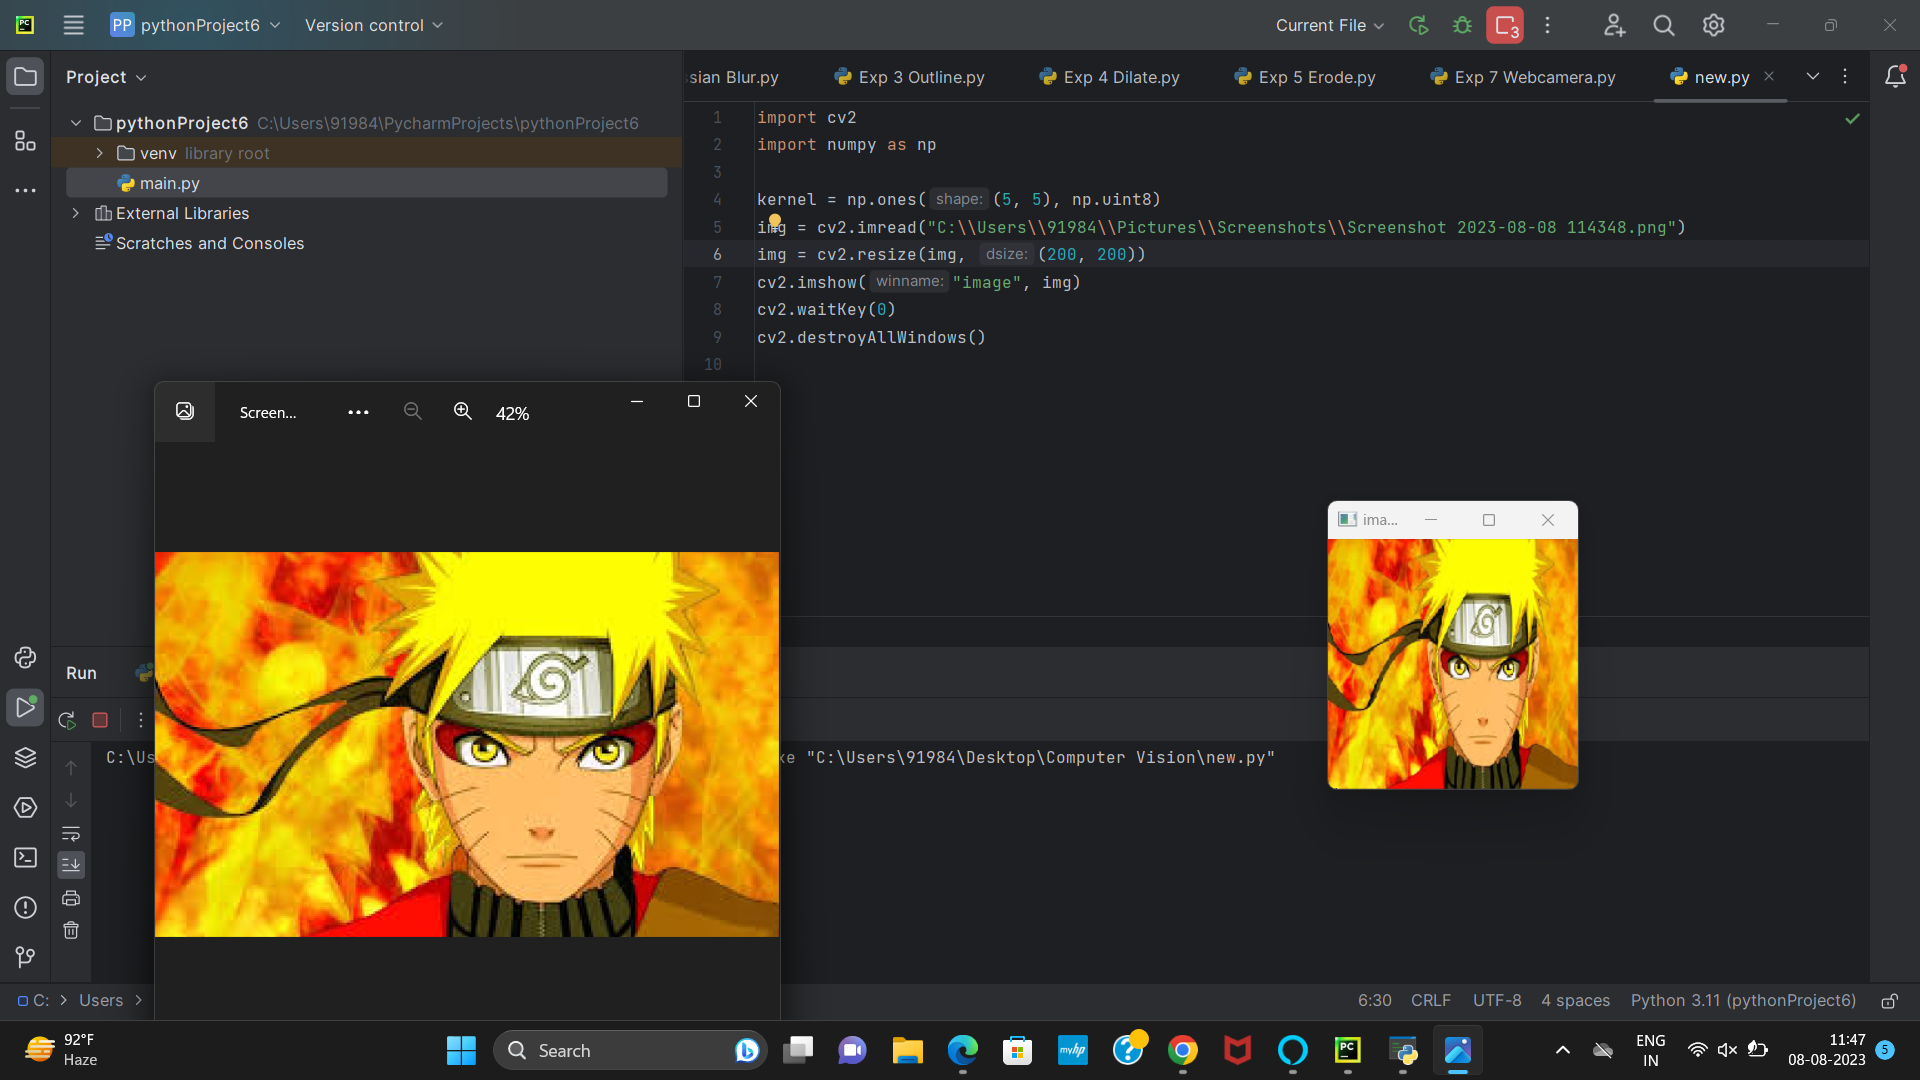 PC
PP pythonProject6
Version control
Current File
3
Project
sian Blur.py
Exp 3 Outline.py
Exp 4 Dilate.py
Exp 5 Erode.py
Exp 7 Webcamera.py
new.py
pythonProject6 C:\Users\91984\PycharmProjects\pythonProject6
venv library root
main.py
External Libraries
Scratches and Consoles
1 import cv2
2 import numpy as np
3
4 kernel = np.ones( shape: (5, 5), np.uint8)
5 img = cv2.imread("C:\\Users\\91984\\Pictures\\Screenshots\\Screenshot 2023-08-08 114348.png")
6 img = cv2.resize(img, dsize: (200, 200))
7 cv2.imshow( winname: "image", img)
8 cv2.waitKey(0)
9 cv2.destroyAllWindows()
10
Screen...
42%
ima...
Run
C:\Us
xe "C:\Users\91984\Desktop\Computer Vision\new.py"
C: > Users >
6:30 CRLF UTF-8 4 spaces Python 3.11 (pythonProject6)
92°F
Haze
Search
myhp
PC
ENG
IN
11:47
08-08-2023
5